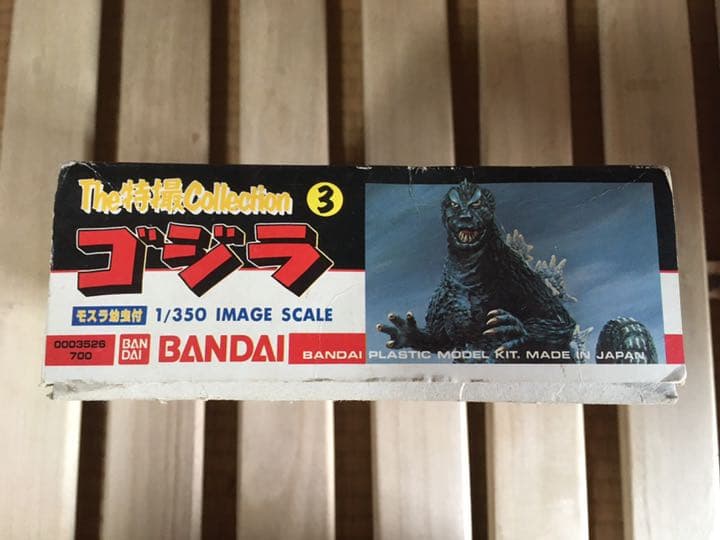 The特撮Collection 3
ゴジラ
モスラ幼虫付 1/350 IMAGE SCALE
0003526
700
BAN
DAI
BANDAI
BANDAI PLASTIC MODEL KIT. MADE IN JAPAN